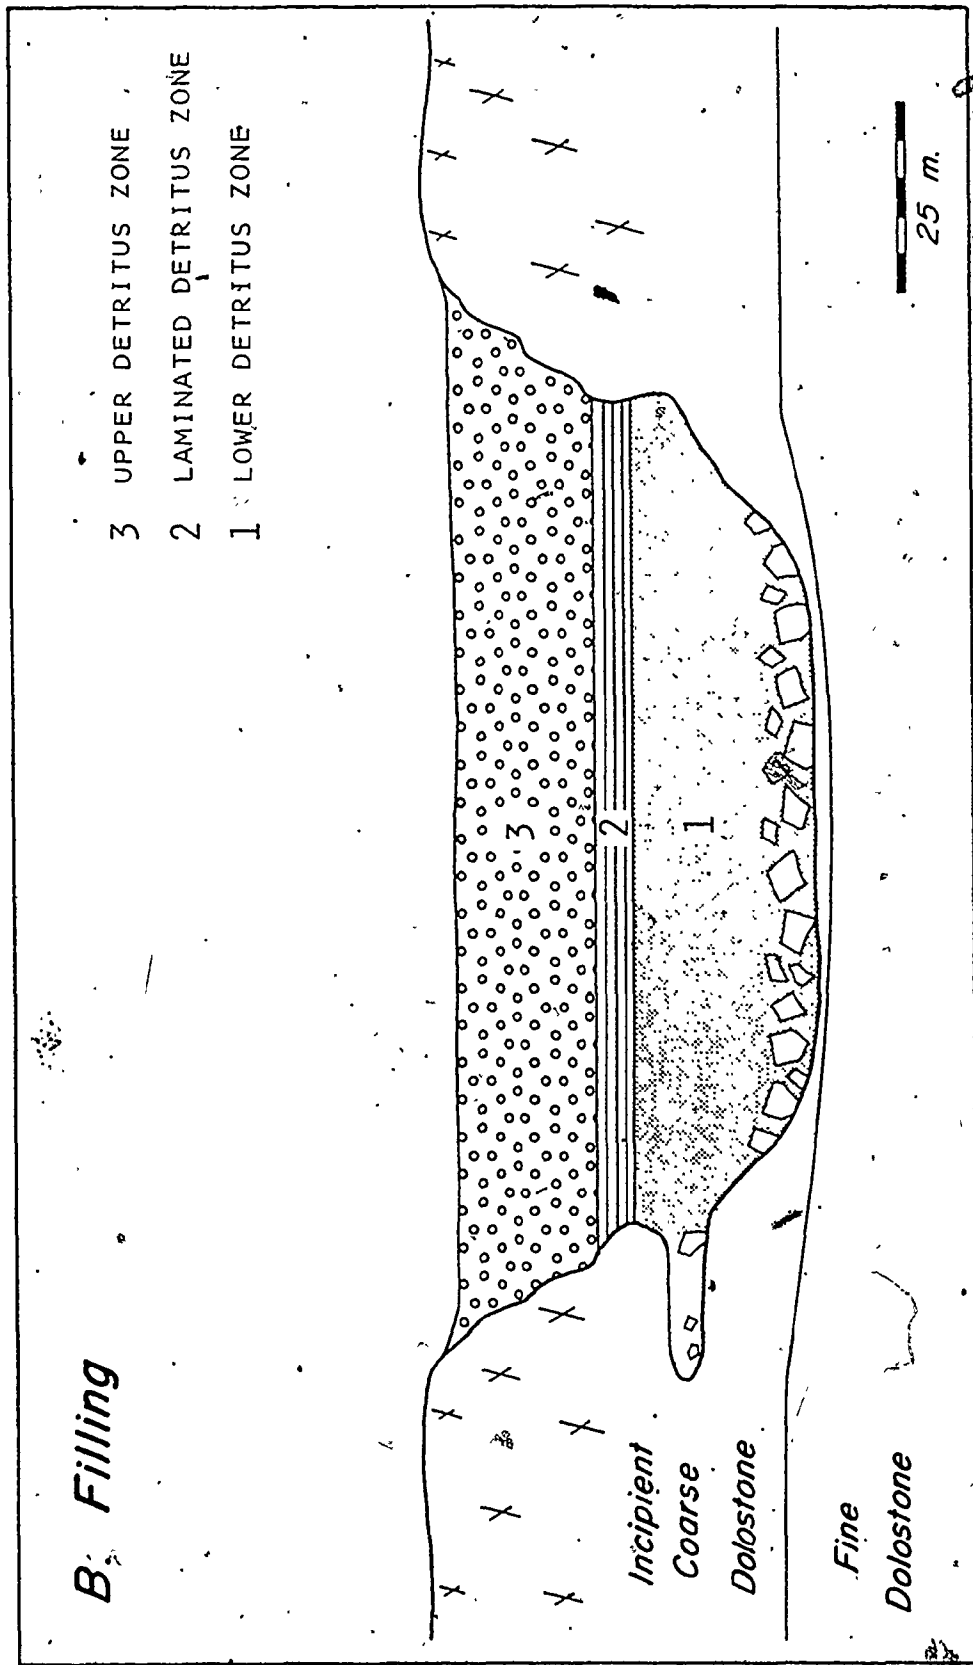 B. Filling
3 UPPER DETRITUS ZONE
2 LAMINATED DETRITUS ZONE
1 LOWER DETRITUS ZONE
3
2
1
Incipient
Coarse
Dolostone
Fine
Dolostone
25 m.